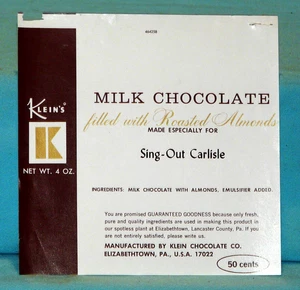 KLEIN'S
K
NET WT. 4 OZ.
MILK CHOCOLATE
filled with Roasted Almonds
MADE ESPECIALLY FOR
Sing-Out Carlisle
INGREDIENTS: MILK CHOCOLATE WITH ALMONDS, EMULSIFIER ADDED.
You are promised GUARANTEED GOODNESS because only fresh,
pure and quality ingredients are used in making this product in
our spotless plant at Elizabethtown, Lancaster County, Pa. If you
are not entirely satisfied, please write us.
MANUFACTURED BY KLEIN CHOCOLATE CO.
ELIZABETHTOWN, PA., U.S.A. 17022
50 cents